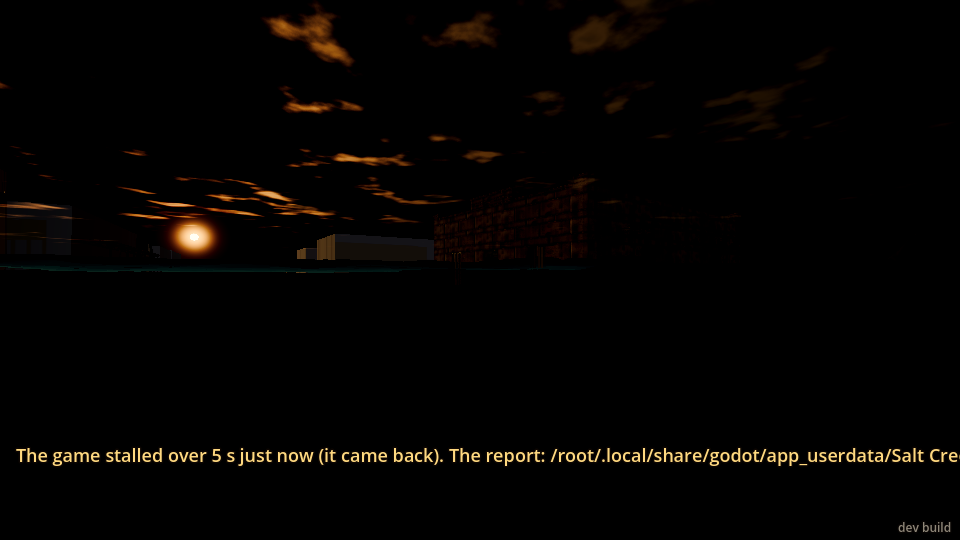 The game stalled over 5 s just now (it came back). The report: /root/.local/share/godot/app_userdata/Salt Cre
dev build